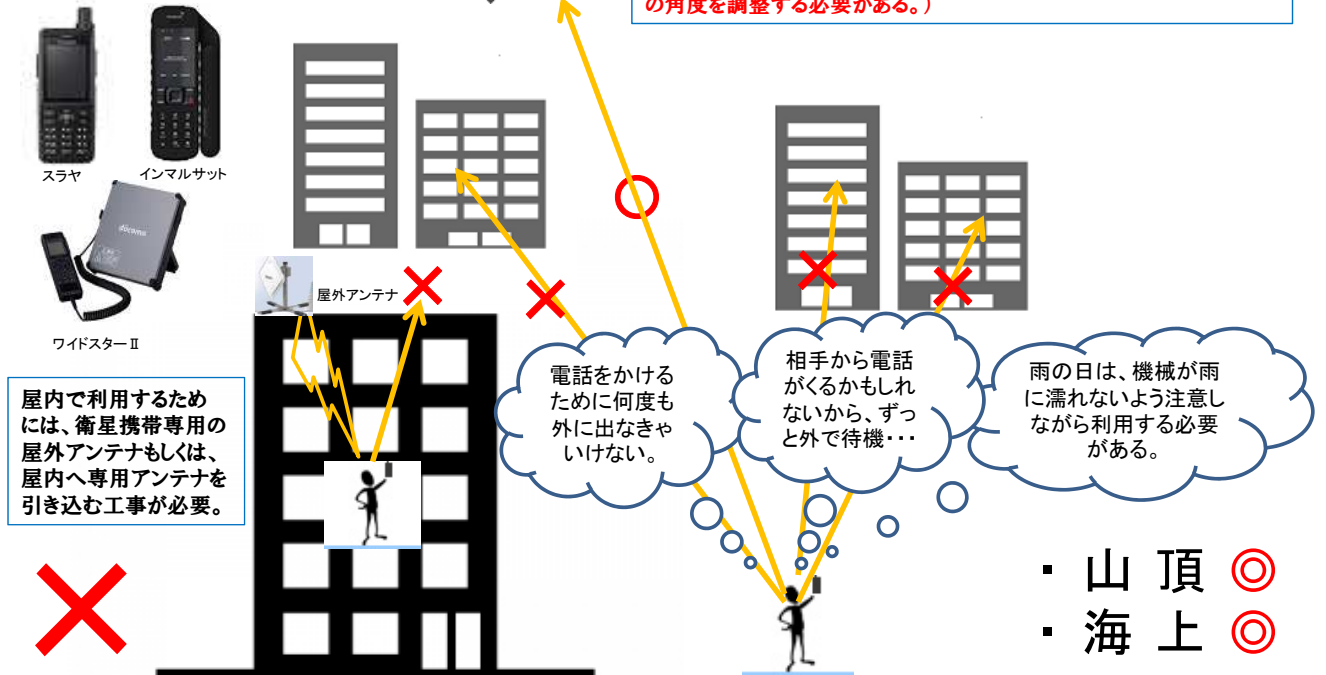 の角度を調整する必要がある。)
スラヤ
インマルサット
docomo
ワイドスターⅡ
屋外アンテナ
屋内で利用するため
には、衛星携帯専用の
屋外アンテナもしくは、
屋内へ専用アンテナを
引き込む工事が必要。
電話をかける
ために何度も
外に出なきゃ
いけない。
相手から電話
がくるかもしれ
ないから、ずっ
と外で待機・・・
雨の日は、機械が雨
に濡れないよう注意し
ながら利用する必要
がある。
・ 山 頂 ◎
・ 海 上 ◎